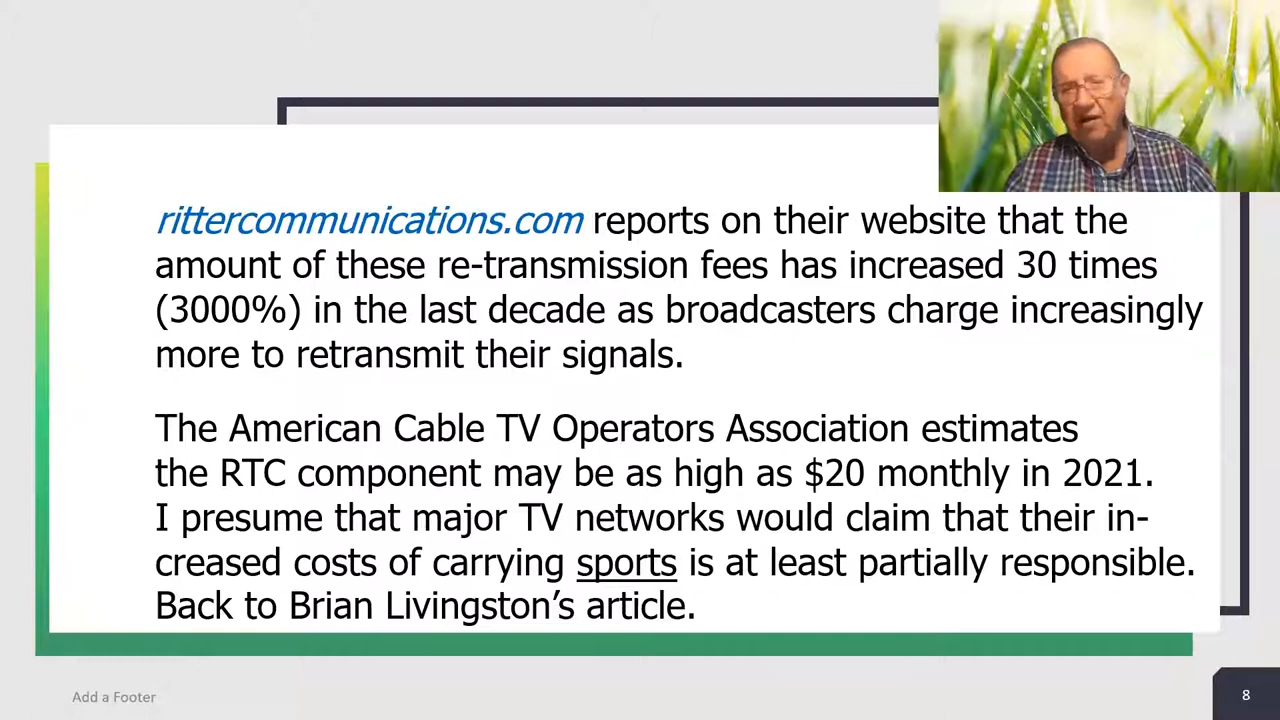 rittercommunications.com reports on their website that the
amount of these re-transmission fees has increased 30 times
(3000%) in the last decade as broadcasters charge increasingly
more to retransmit their signals.
The American Cable TV Operators Association estimates
the RTC component may be as high as $20 monthly in 2021.
I presume that major TV networks would claim that their in-
creased costs of carrying sports is at least partially responsible.
Back to Brian Livingston’s article.
Add a Footer
8